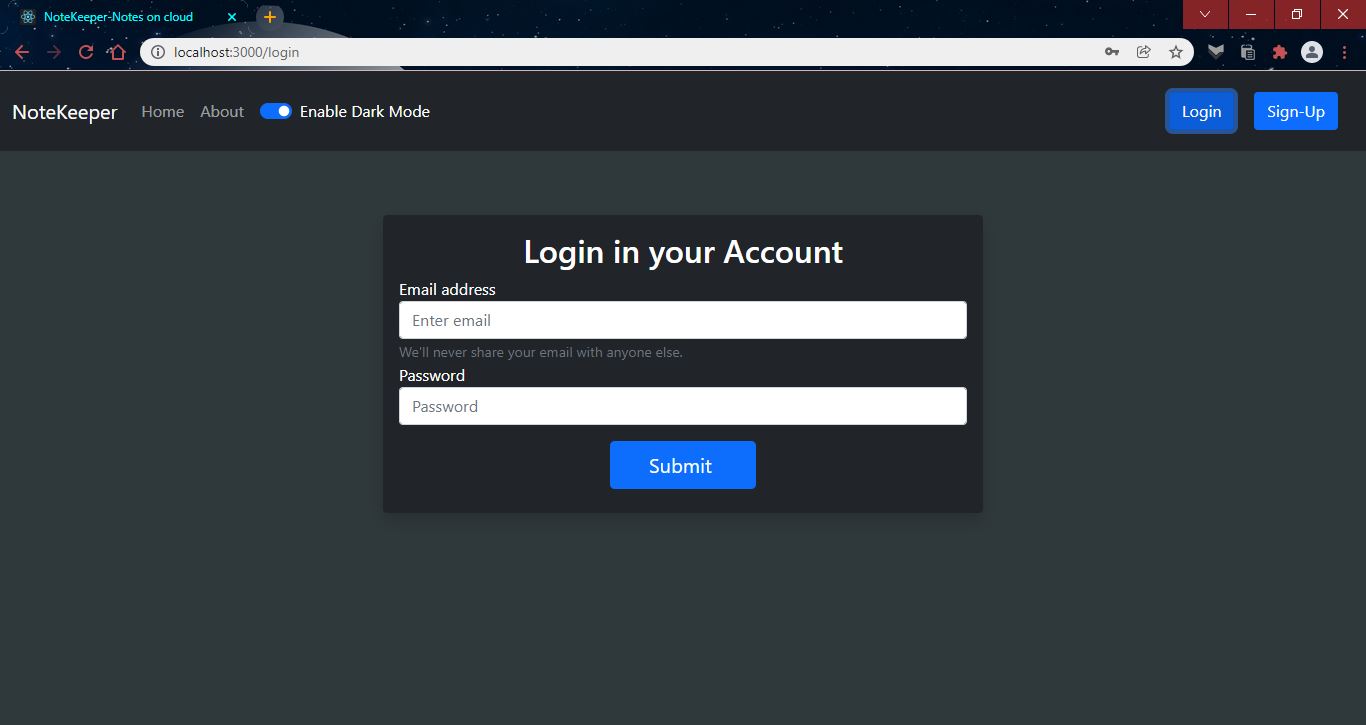 NoteKeeper-Notes on cloud
localhost:3000/login
NoteKeeper Home About Enable Dark Mode Login Sign-Up
Login in your Account
Email address
Enter email
We'll never share your email with anyone else.
Password
Password
Submit